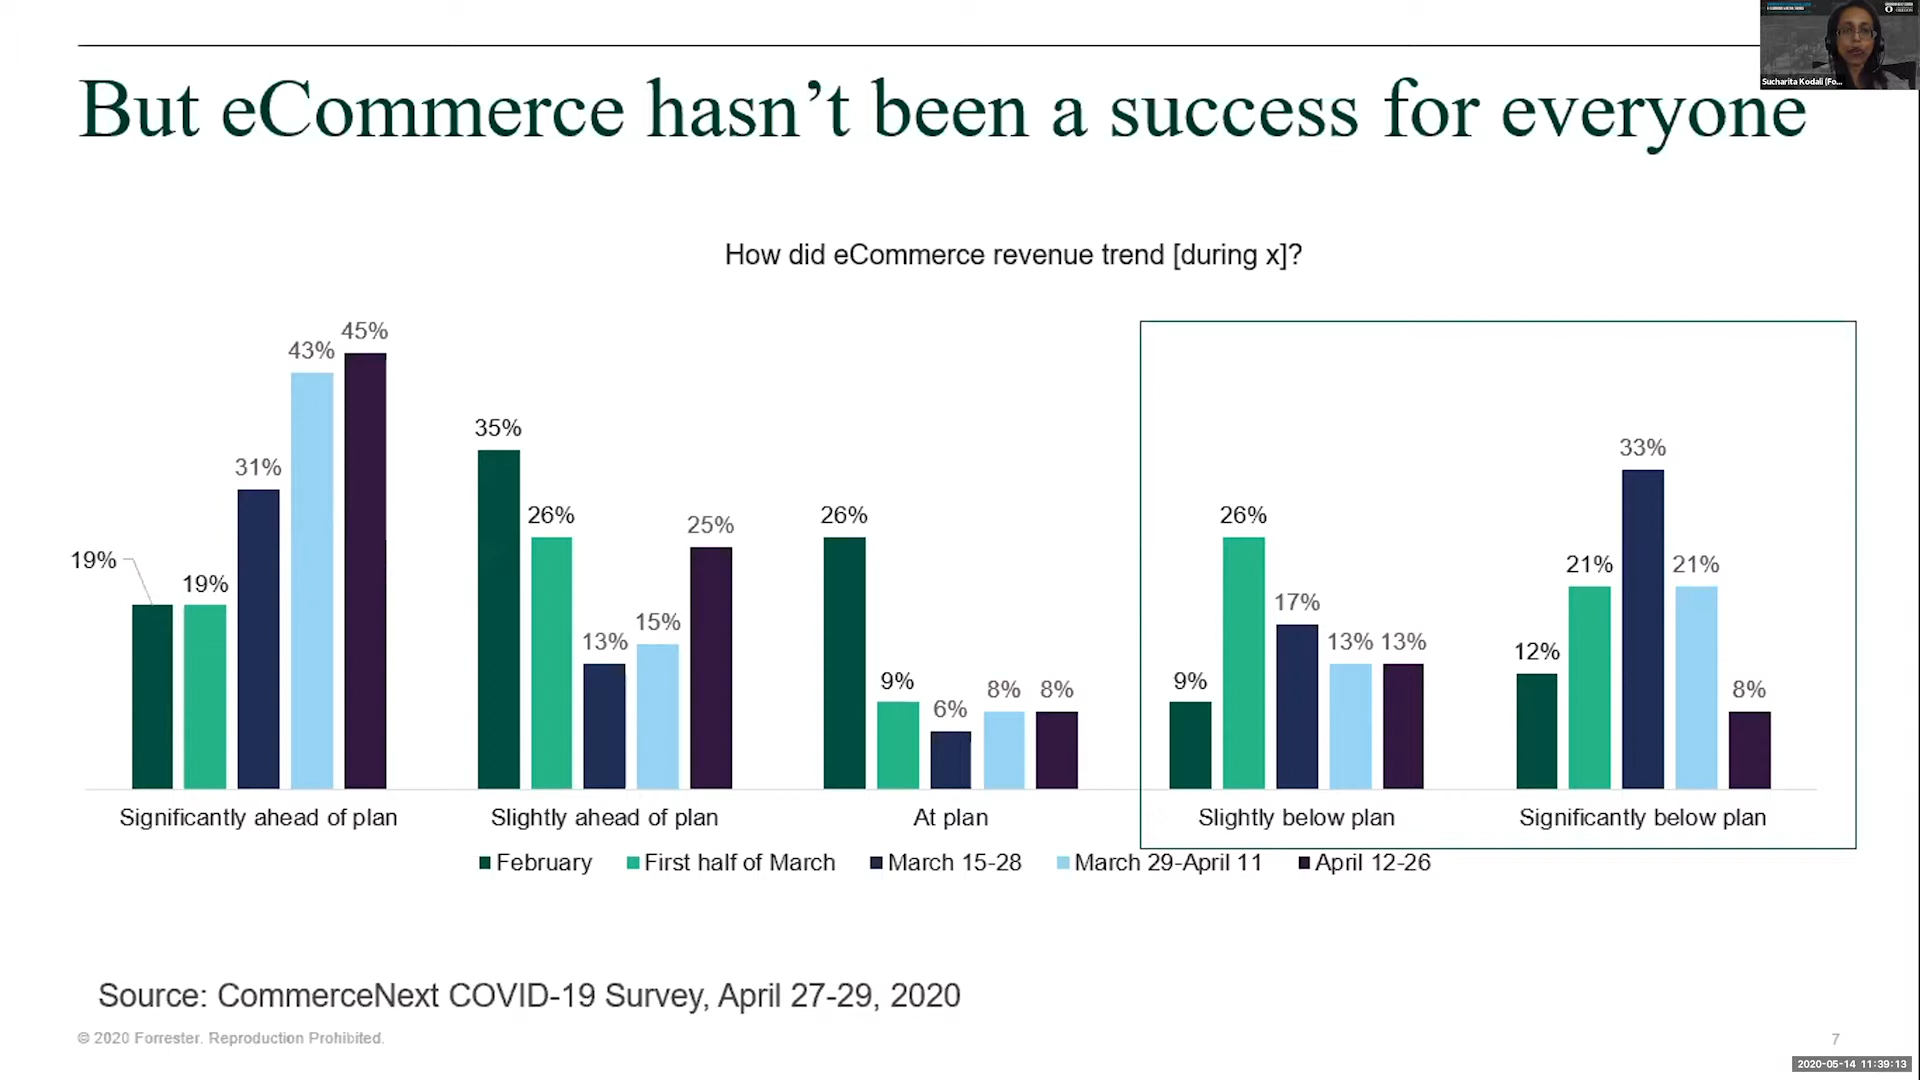 But eCommerce hasn't been a success for everyone
Sucharita Kodali (Fo...
How did eCommerce revenue trend [during x]?
19% 19% 31% 43% 45%
35% 26% 13% 15% 25%
26% 9% 6% 8% 8%
9% 26% 17% 13% 13%
12% 21% 33% 21% 8%
Significantly ahead of plan Slightly ahead of plan At plan Slightly below plan Significantly below plan
February First half of March March 15-28 March 29-April 11 April 12-26
Source: CommerceNext COVID-19 Survey, April 27-29, 2020
© 2020 Forrester. Reproduction Prohibited.
7
2020-05-14 11:39:13